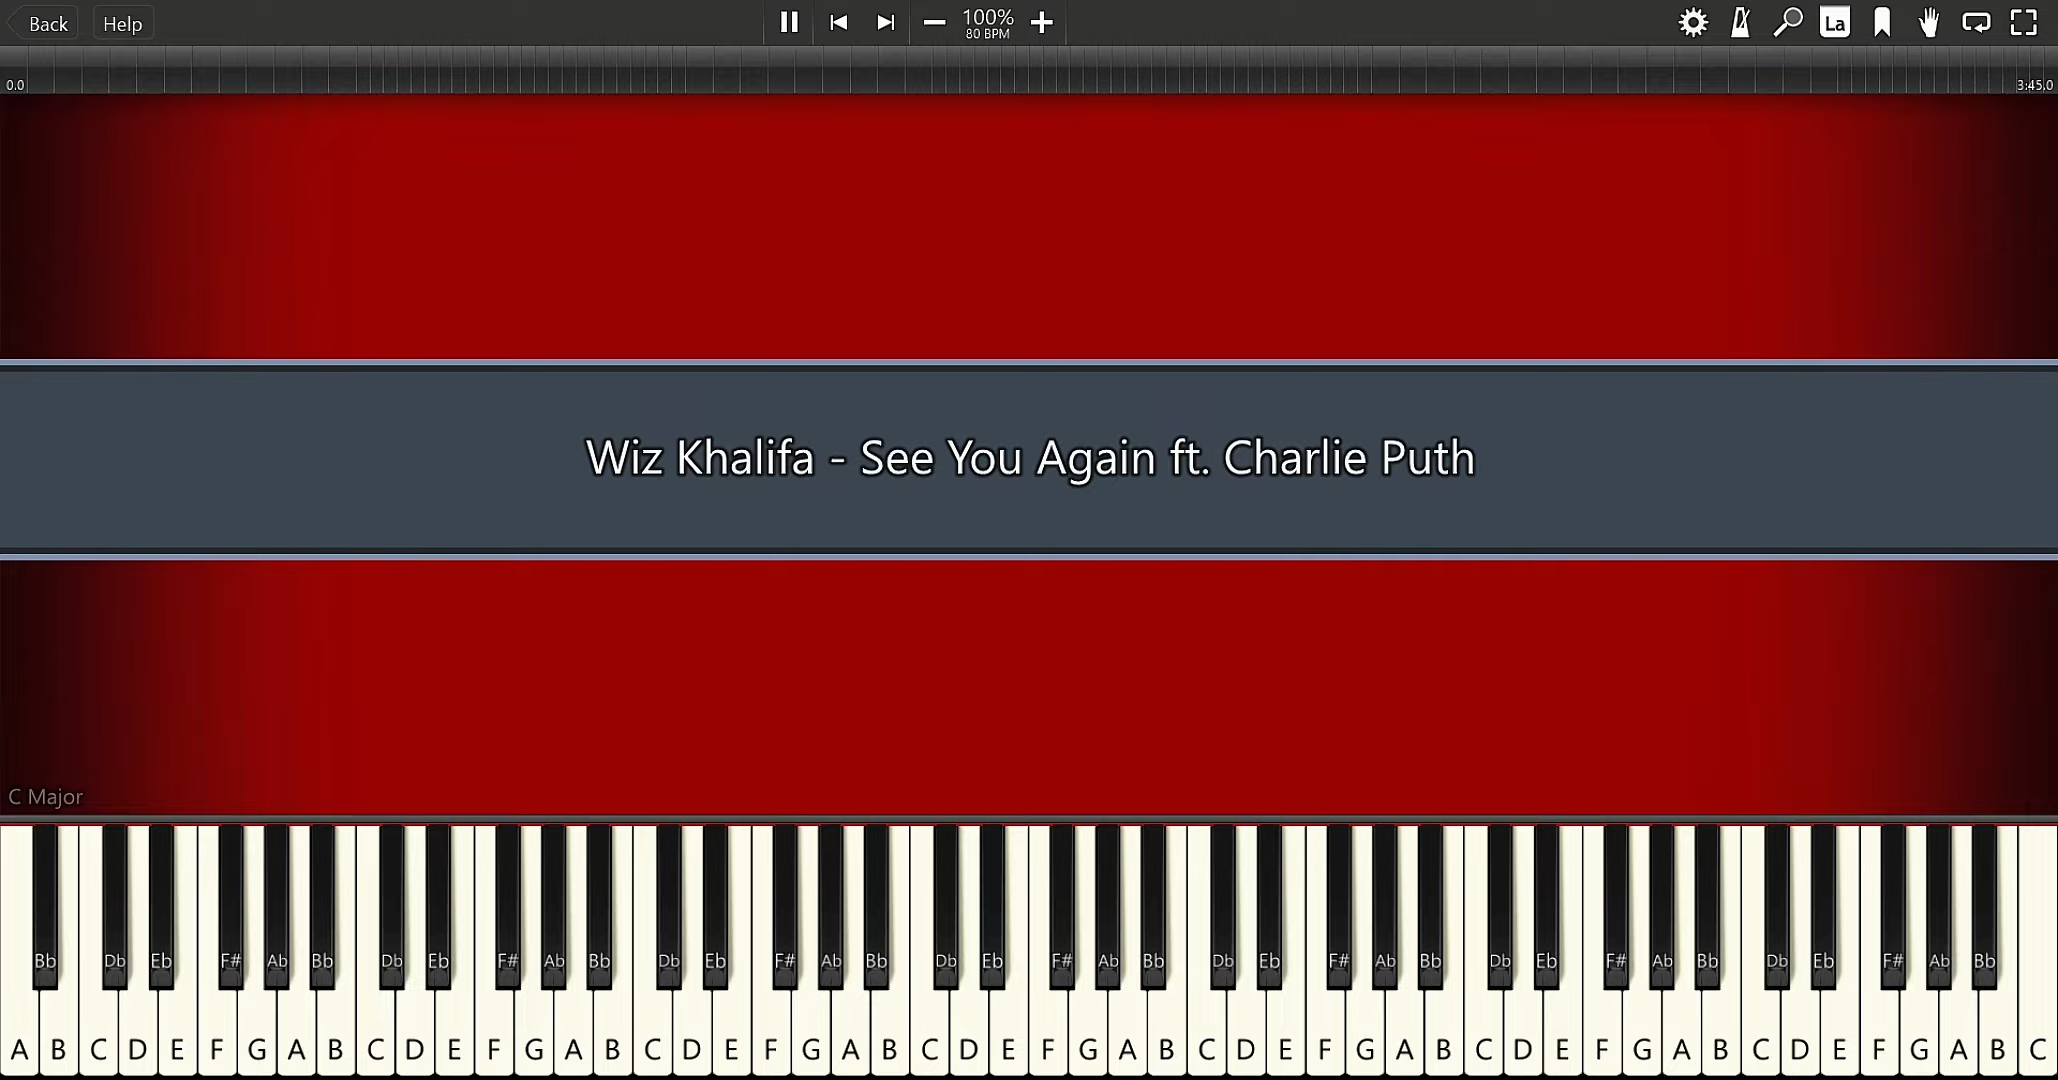 Back Help 100% La
80 BPM
0.0 3:45.0
Wiz Khalifa - See You Again ft. Charlie Puth
C Major
Bb Db Eb F# Ab Bb Db Eb F# Ab Bb Db Eb F# Ab Bb Db Eb F# Ab Bb Db Eb F# Ab Bb Db Eb F# Ab Bb Db Eb F# Ab Bb
A B C D E F G A B C D E F G A B C D E F G A B C D E F G A B C D E F G A B C D E F G A B C D E F G A B C